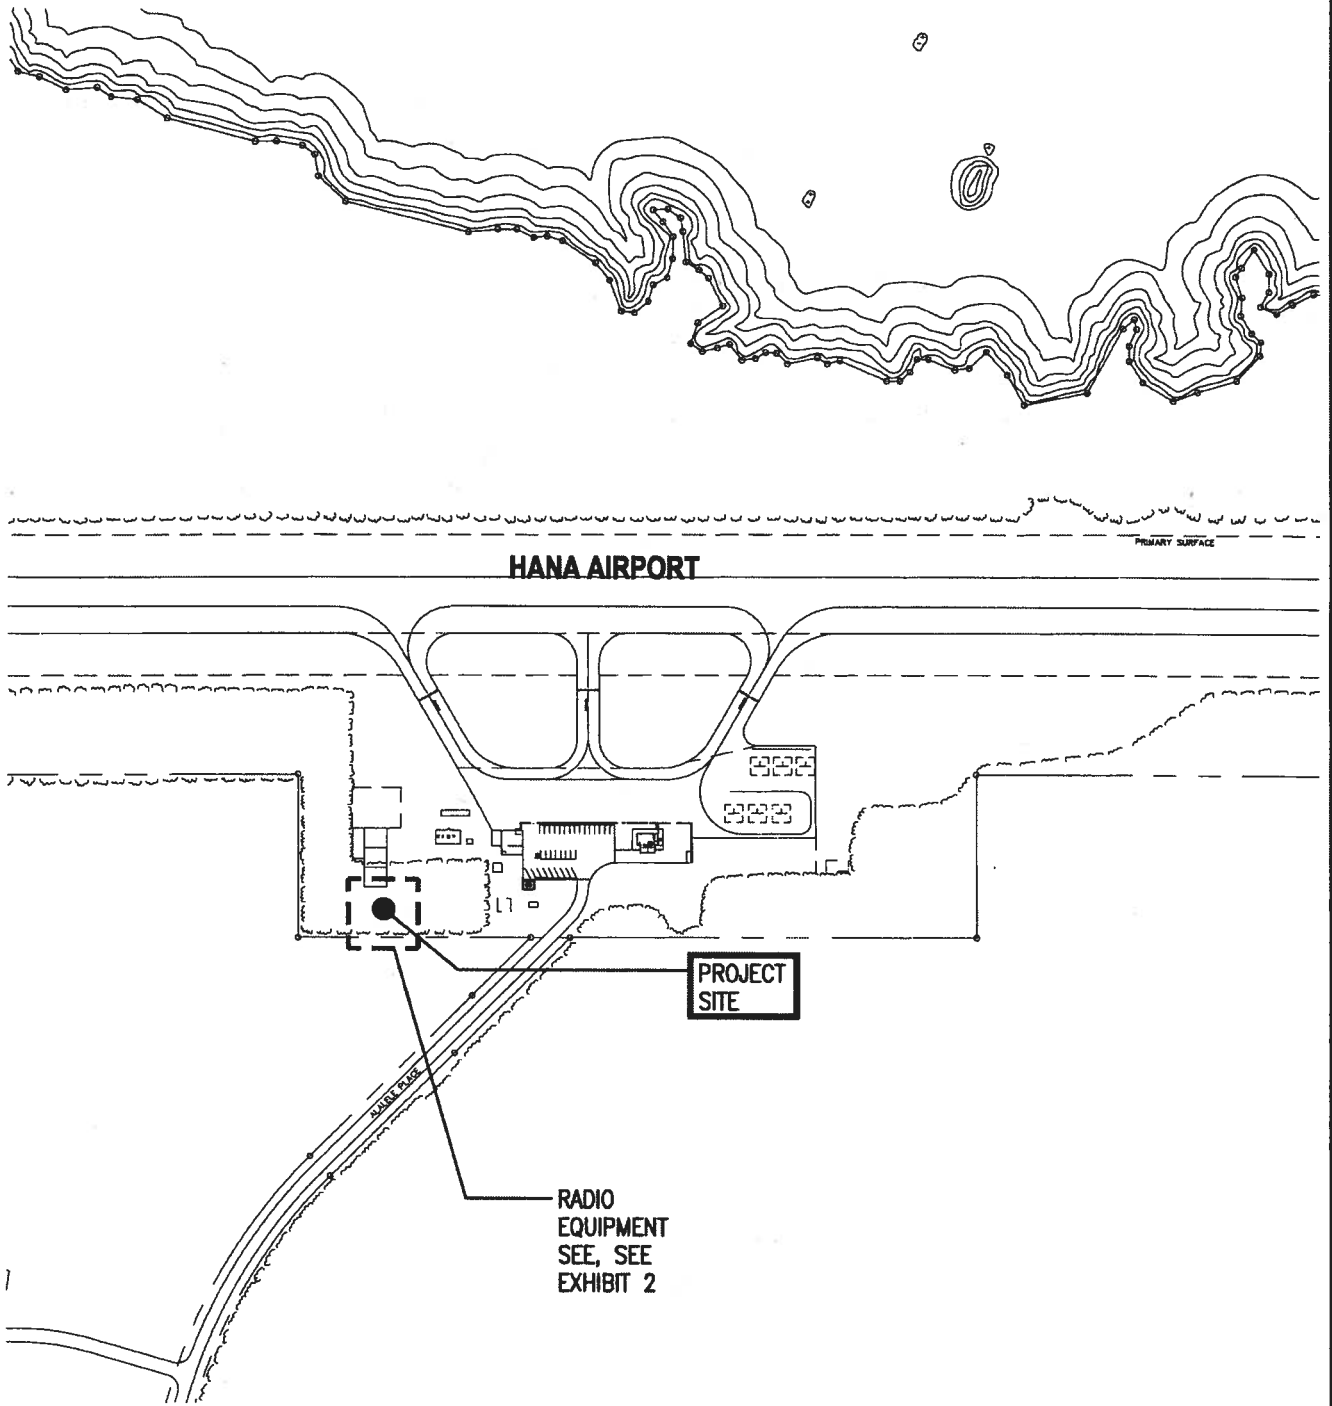 PRIMARY SURFACE
HANA AIRPORT
PROJECT
SITE
ALALELE PLACE
RADIO
EQUIPMENT
SEE, SEE
EXHIBIT 2